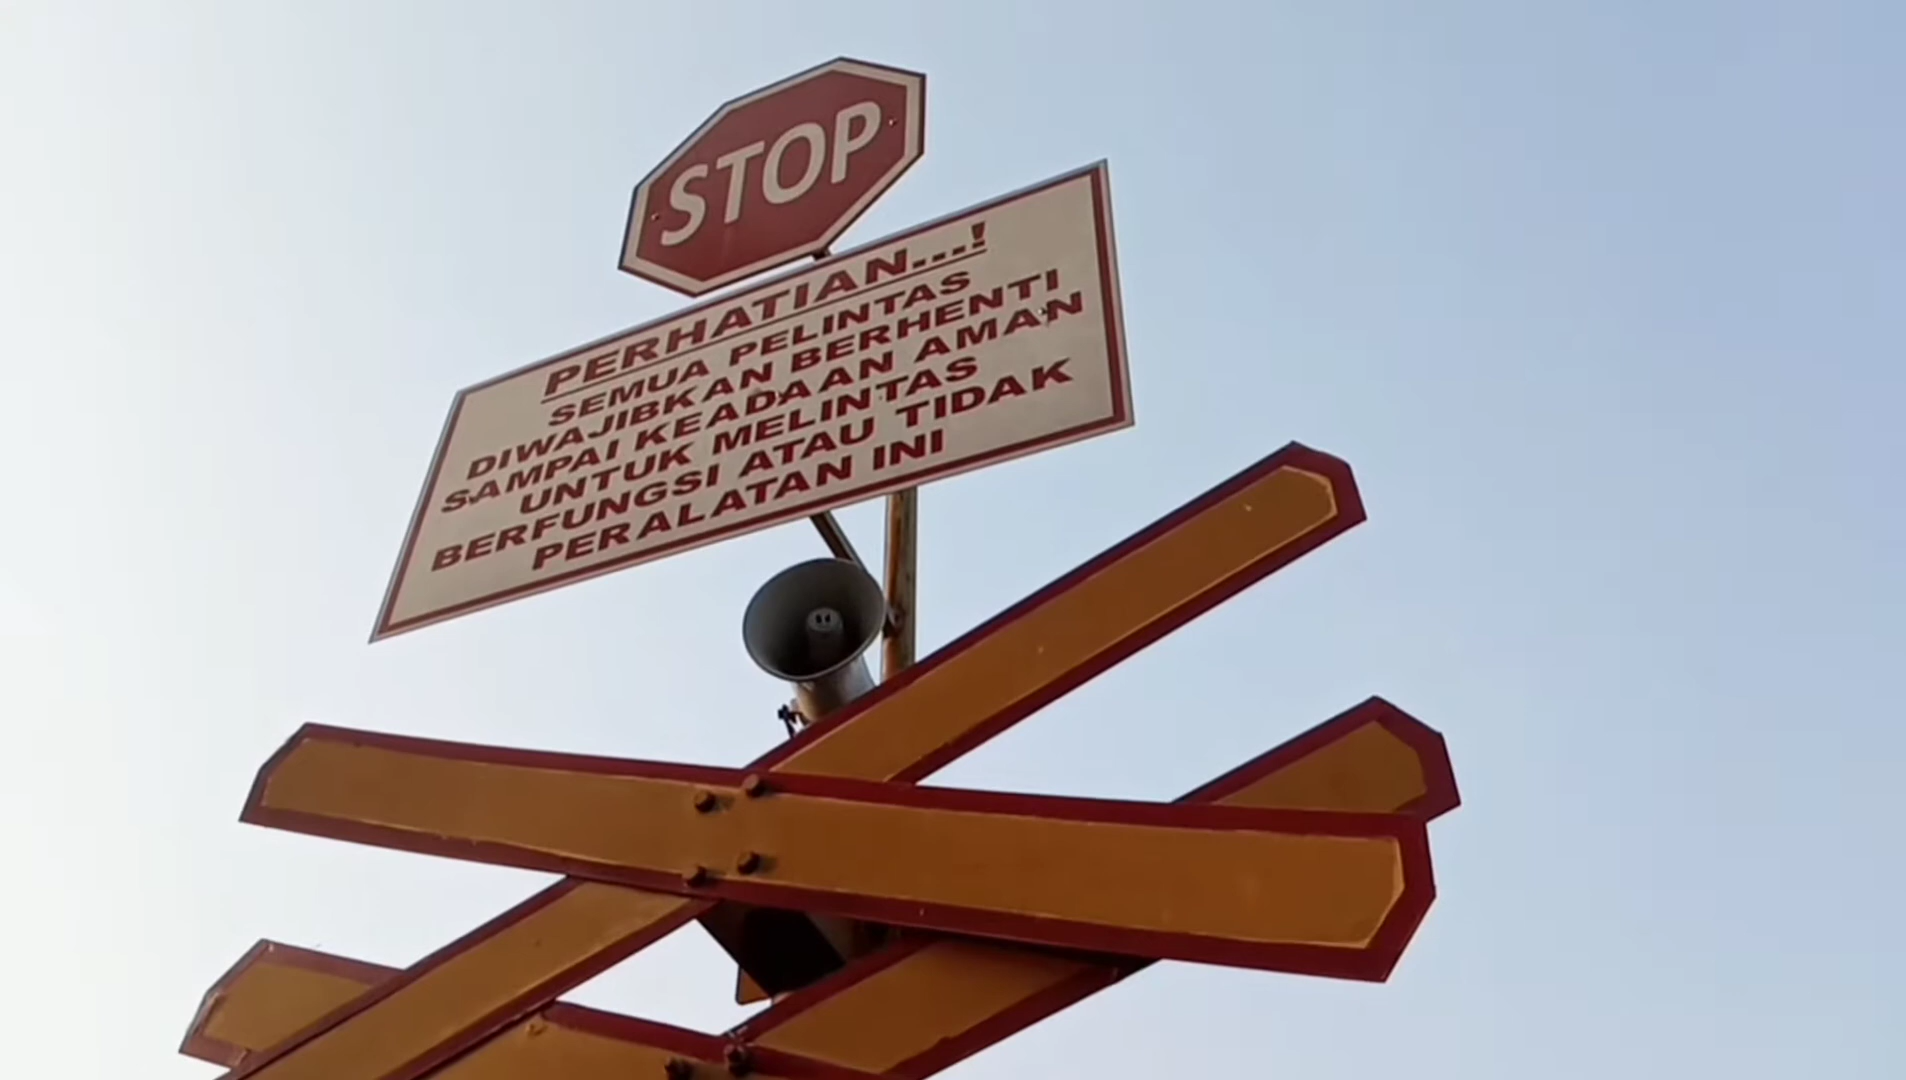 STOP
PERHATIAN....!
SEMUA PELINTAS
DIWAJIBKAN BERHENTI
SAMPAI KEADAAN AMAN
UNTUK MELINTAS
BERFUNGSI ATAU TIDAK
PERALATAN INI